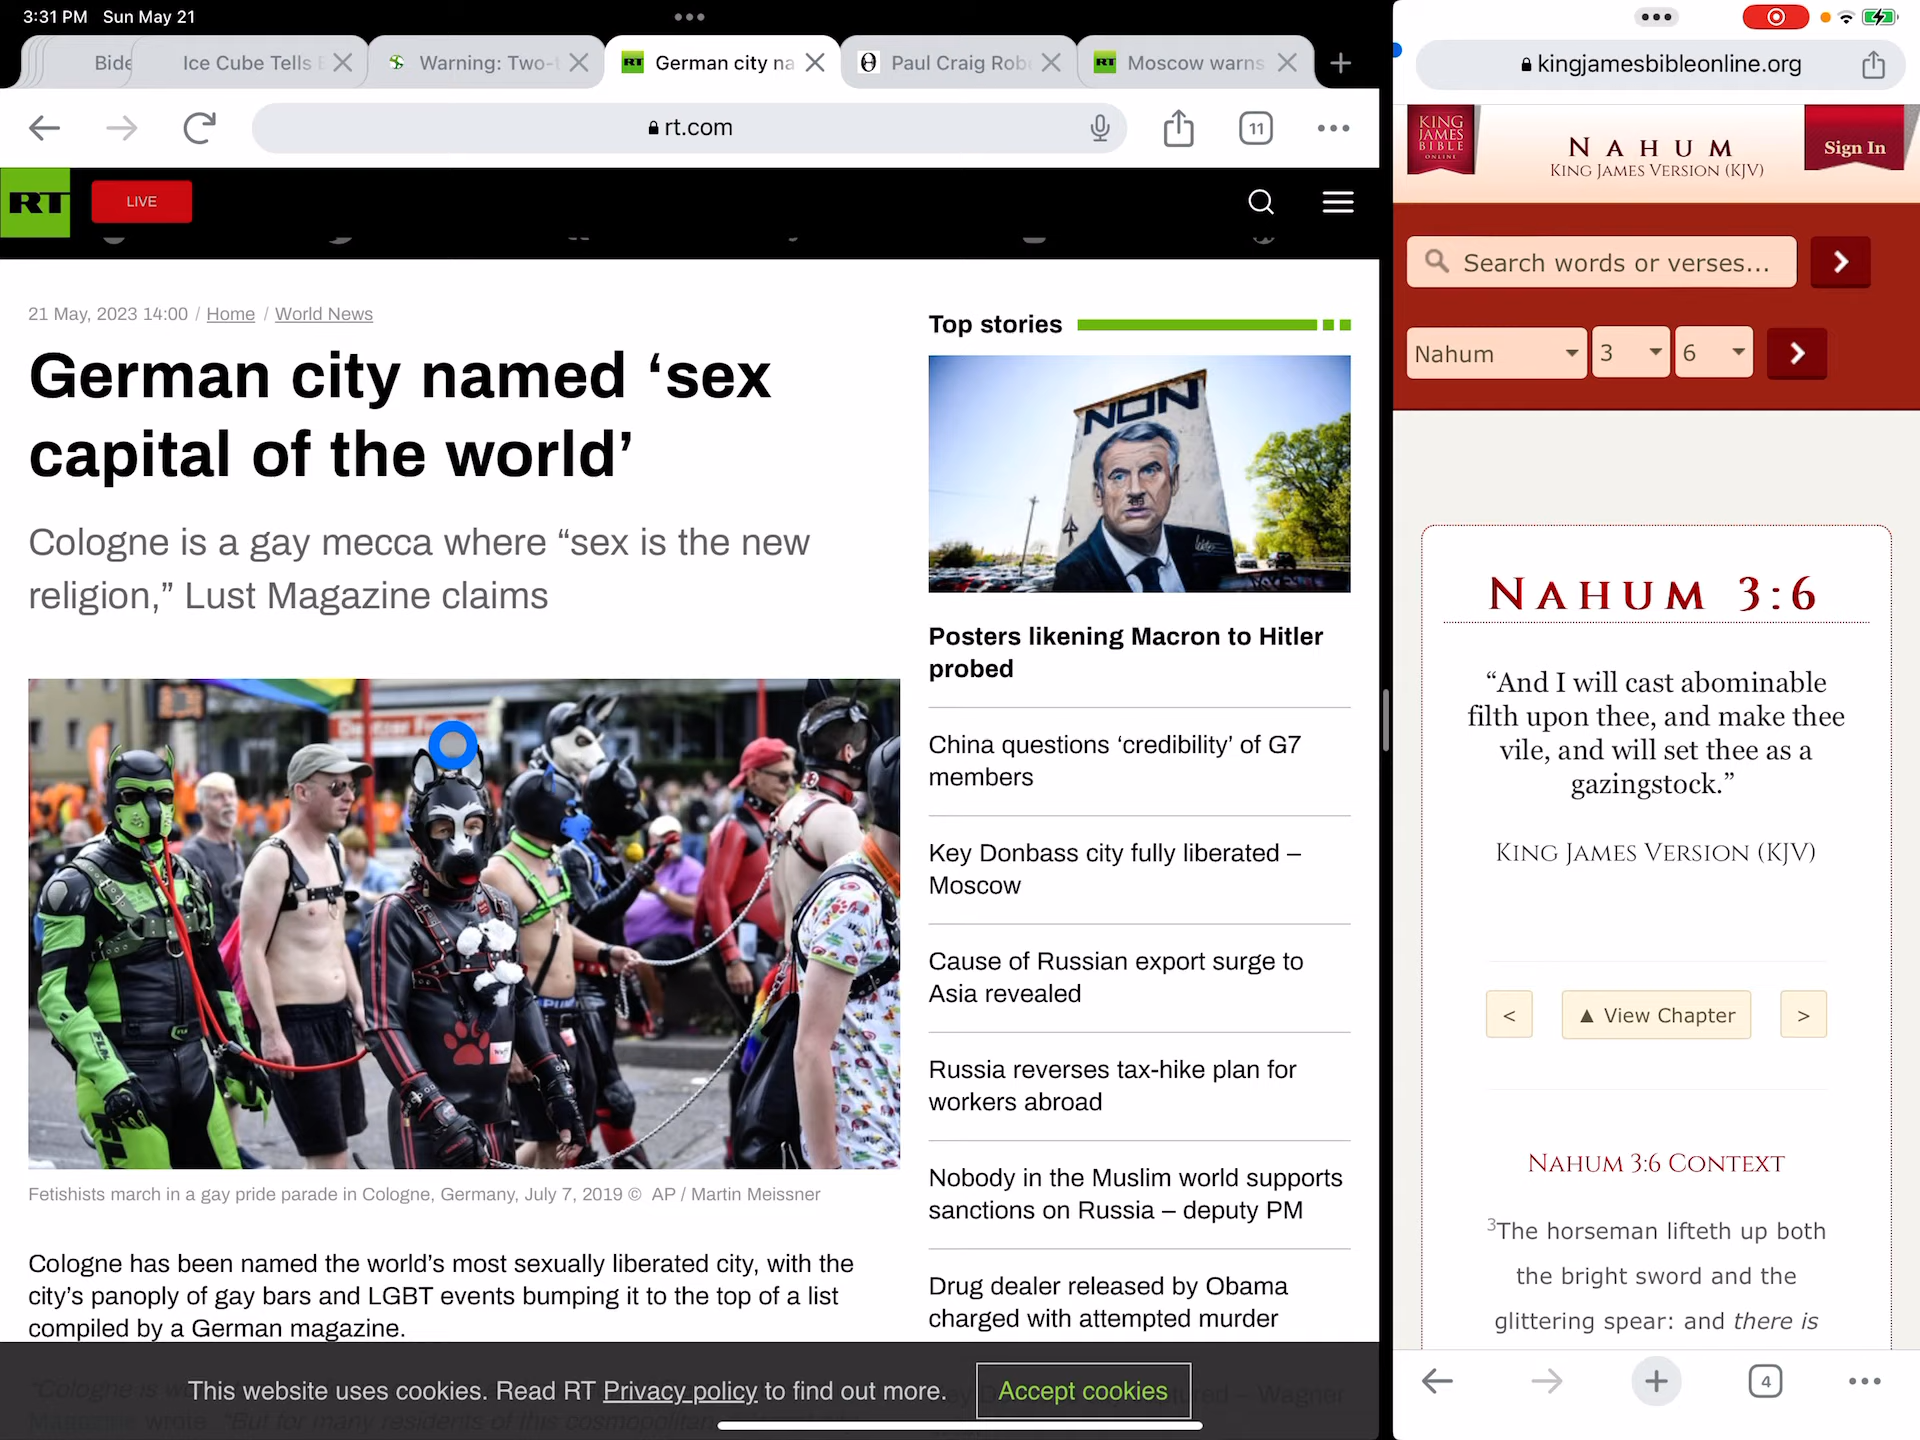 3:31 PM Sun May 21
Bide
Ice Cube Tells
Warning: Two-
German city na
Paul Craig Rob
Moscow warns
rt.com
11
RT
LIVE
21 May, 2023 14:00 / Home / World News
German city named ‘sex
capital of the world’
Cologne is a gay mecca where “sex is the new
religion,” Lust Magazine claims
Fetishists march in a gay pride parade in Cologne, Germany, July 7, 2019 © AP / Martin Meissner
Cologne has been named the world’s most sexually liberated city, with the
city’s panoply of gay bars and LGBT events bumping it to the top of a list
compiled by a German magazine.
Top stories
NON
Posters likening Macron to Hitler
probed
China questions ‘credibility’ of G7
members
Key Donbass city fully liberated –
Moscow
Cause of Russian export surge to
Asia revealed
Russia reverses tax-hike plan for
workers abroad
Nobody in the Muslim world supports
sanctions on Russia – deputy PM
Drug dealer released by Obama
charged with attempted murder
This website uses cookies. Read RT Privacy policy to find out more.
Accept cookies
kingjamesbibleonline.org
KING
JAMES
BIBLE
ONLINE
NAHUM
KING JAMES VERSION (KJV)
Sign In
Search words or verses...
Nahum 3 6
NAHUM 3:6
“And I will cast abominable
filth upon thee, and make thee
vile, and will set thee as a
gazingstock.”
KING JAMES VERSION (KJV)
< ▲ View Chapter >
NAHUM 3:6 CONTEXT
3The horseman lifteth up both
the bright sword and the
glittering spear: and there is
4